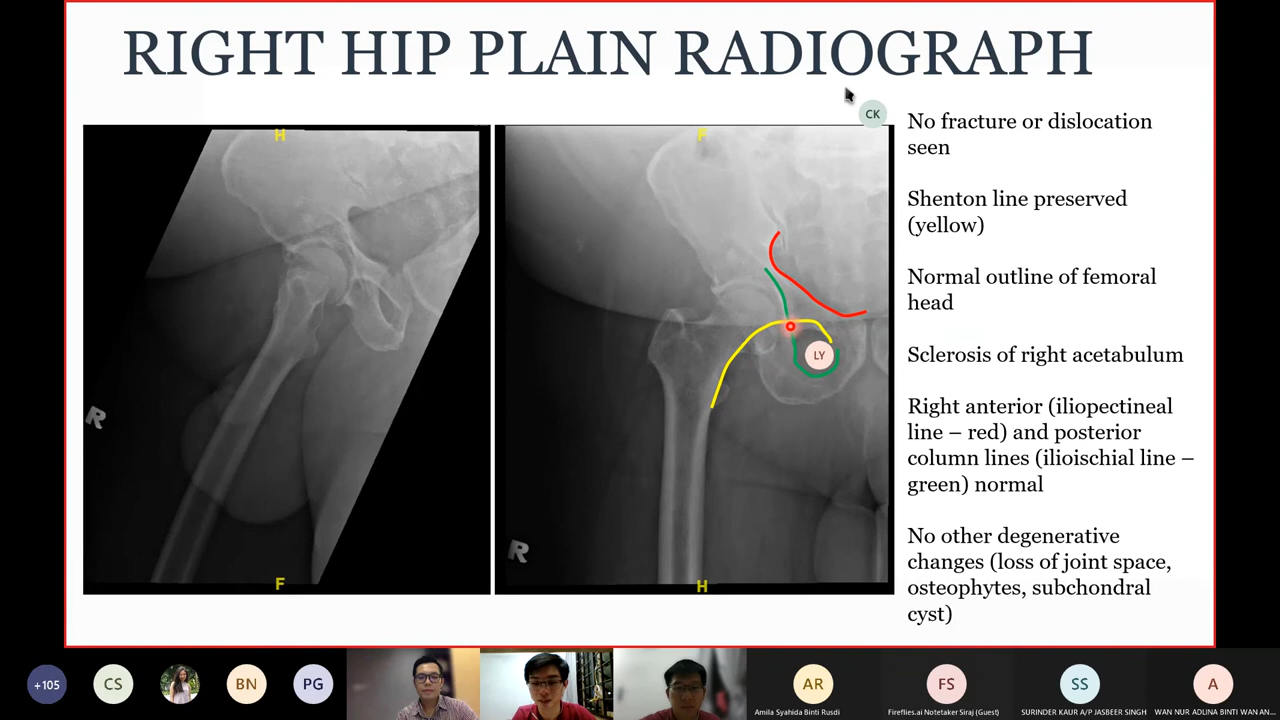 RIGHT HIP PLAIN RADIOGRAPH
CK
H
F
R
F
R
H
LY
No fracture or dislocation
seen
Shenton line preserved
(yellow)
Normal outline of femoral
head
Sclerosis of right acetabulum
Right anterior (iliopectineal
line – red) and posterior
column lines (ilioischial line –
green) normal
No other degenerative
changes (loss of joint space,
osteophytes, subchondral
cyst)
+105
CS
BN
PG
AR
FS
SS
A
Amila Syahida Binti Rusdi
Fireflies.ai Notetaker Siraj (Guest)
SURINDER KAUR A/P JASBEER SINGH
WAN NUR ADLINA BINTI WAN AN...